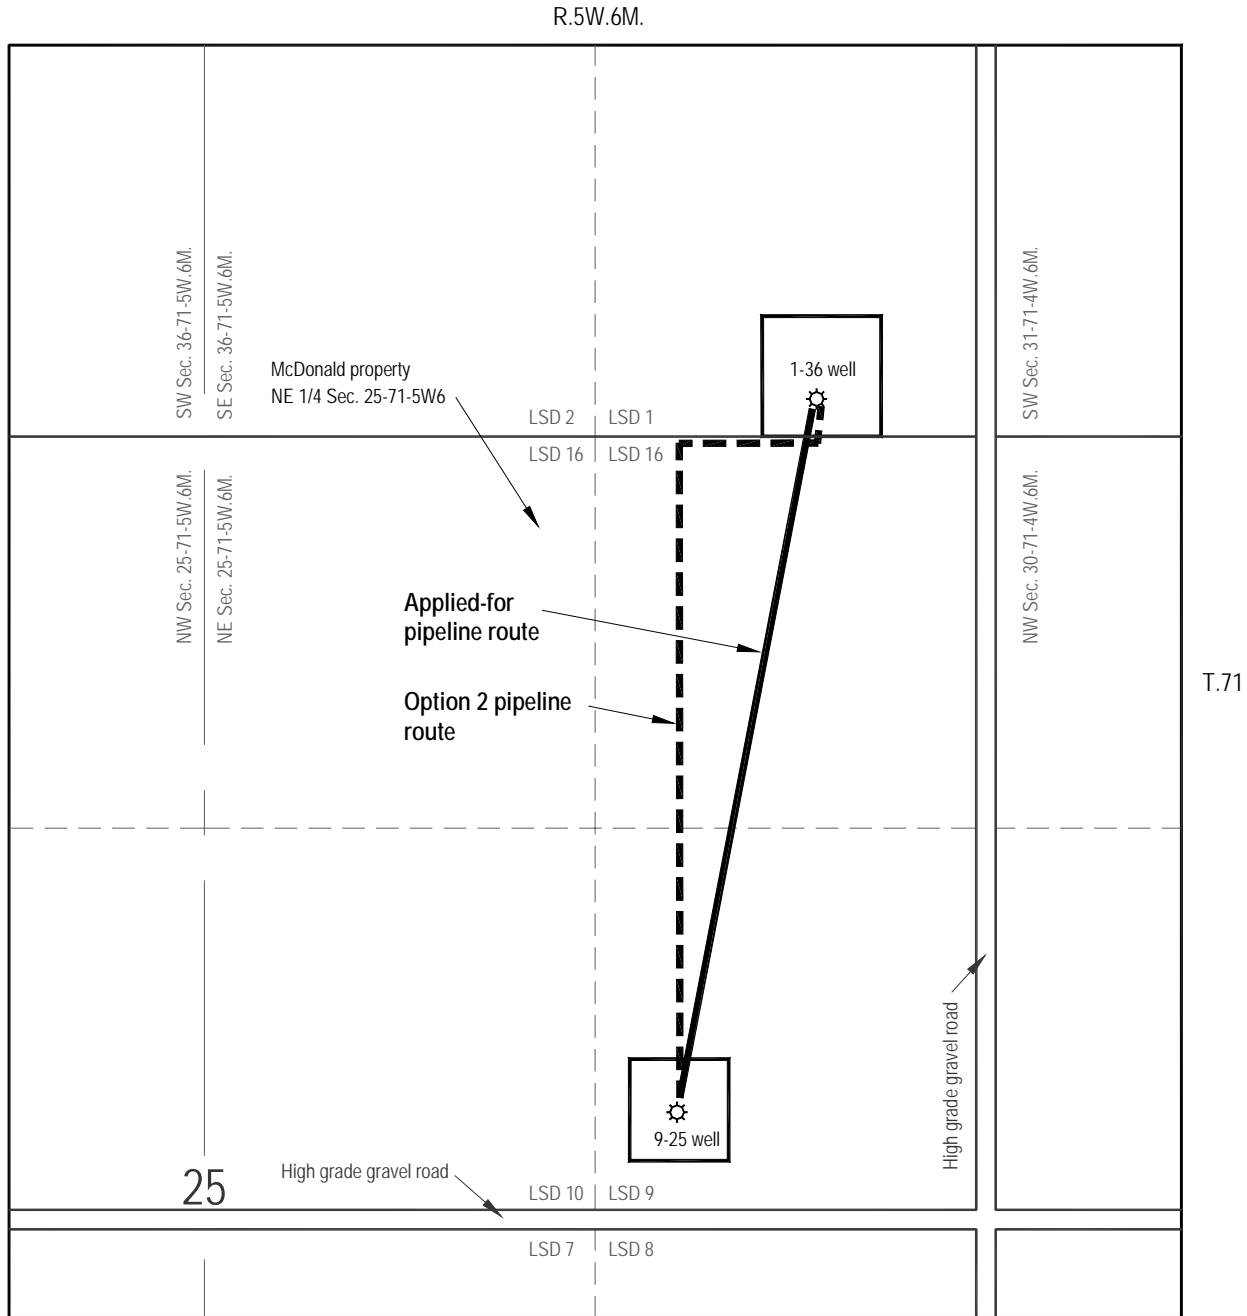 R.5W.6M.
SW Sec. 36-71-5W.6M.
SE Sec. 36-71-5W.6M.
SW Sec. 31-71-4W.6M.
McDonald property
NE 1/4 Sec. 25-71-5W6
1-36 well
LSD 2
LSD 1
LSD 16
LSD 16
NW Sec. 25-71-5W.6M.
NE Sec. 25-71-5W.6M.
NW Sec. 30-71-4W.6M.
Applied-for
pipeline route
T.71
Option 2 pipeline
route
High grade gravel road
9-25 well
25
High grade gravel road
LSD 10
LSD 9
LSD 7
LSD 8